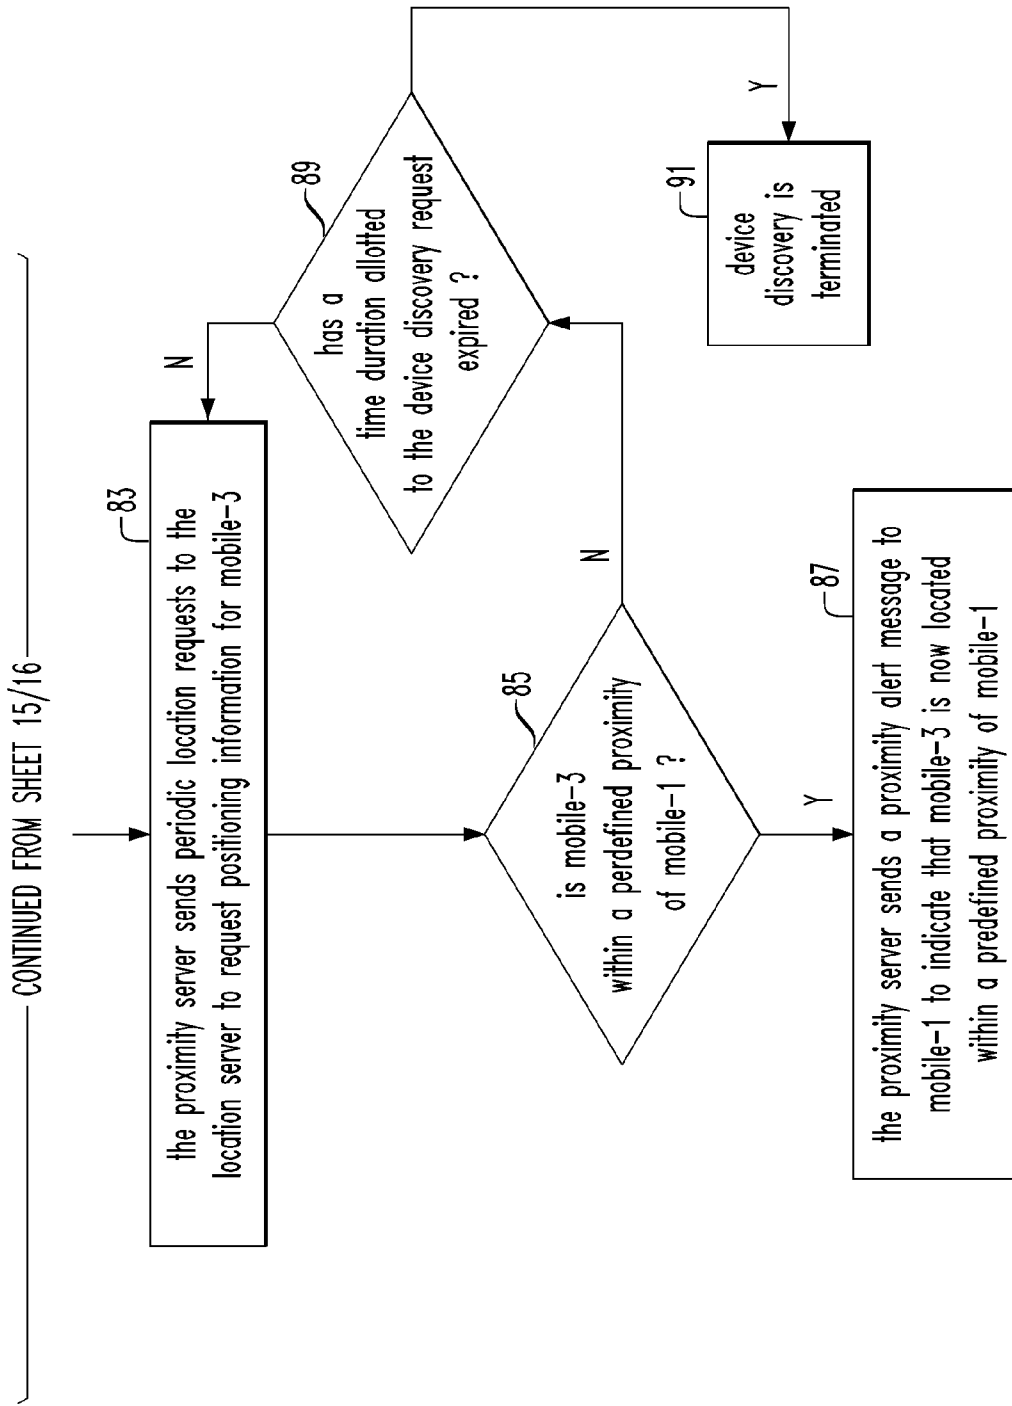 CONTINUED FROM SHEET 15/16
83
the proximity server sends periodic location requests to the
location server to request positioning information for mobile-3
N
89
has a
time duration allotted
to the device discovery request
expired ?
85
is mobile-3
within a perdefined proximity
of mobile-1 ?
N
Y
Y
91
device
discovery is
terminated
87
the proximity server sends a proximity alert message to
mobile-1 to indicate that mobile-3 is now located
within a predefined proximity of mobile-1